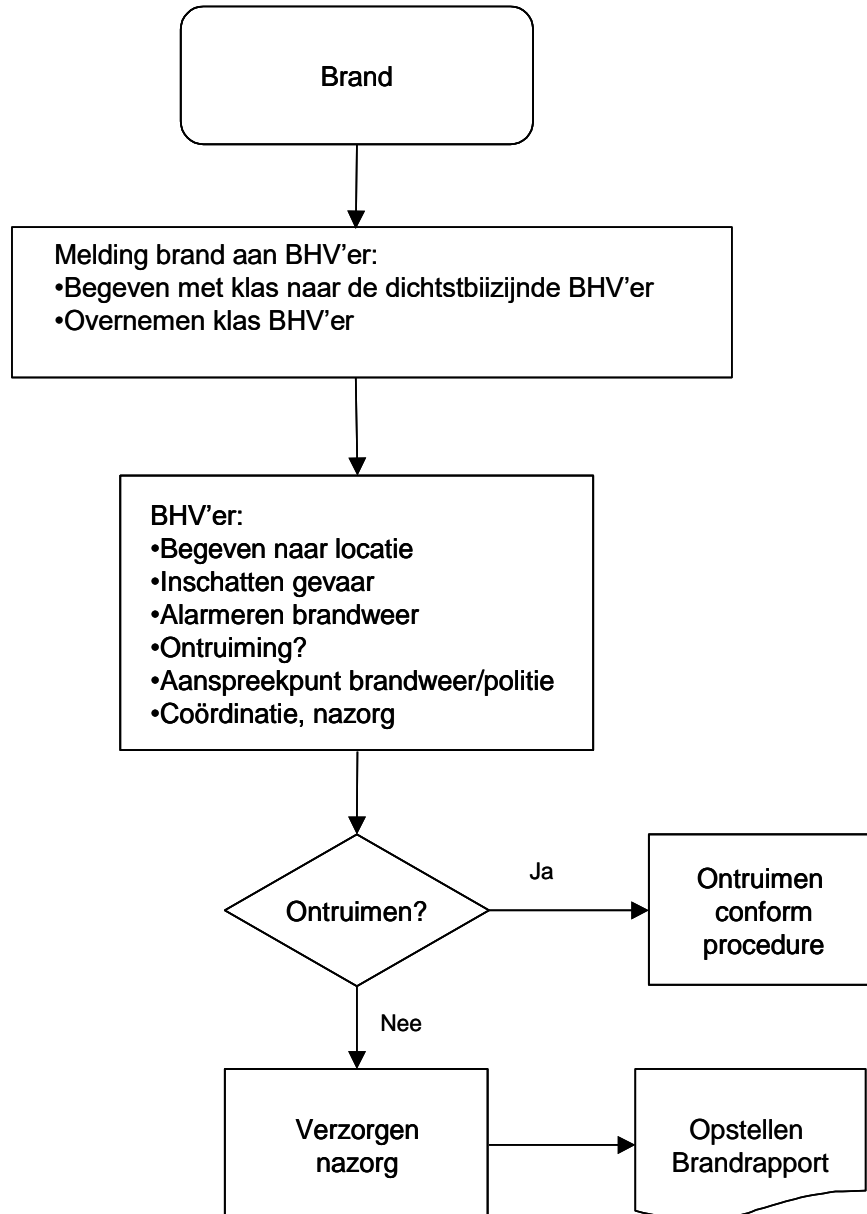 Brand
Melding brand aan BHV'er:
•Begeven met klas naar de dichtstbiizijnde BHV'er
•Overnemen klas BHV'er
BHV'er:
•Begeven naar locatie
•Inschatten gevaar
•Alarmeren brandweer
•Ontruiming?
•Aanspreekpunt brandweer/politie
•Coördinatie, nazorg
Ontruimen?
Ja
Ontruimen
conform
procedure
Nee
Verzorgen
nazorg
Opstellen
Brandrapport